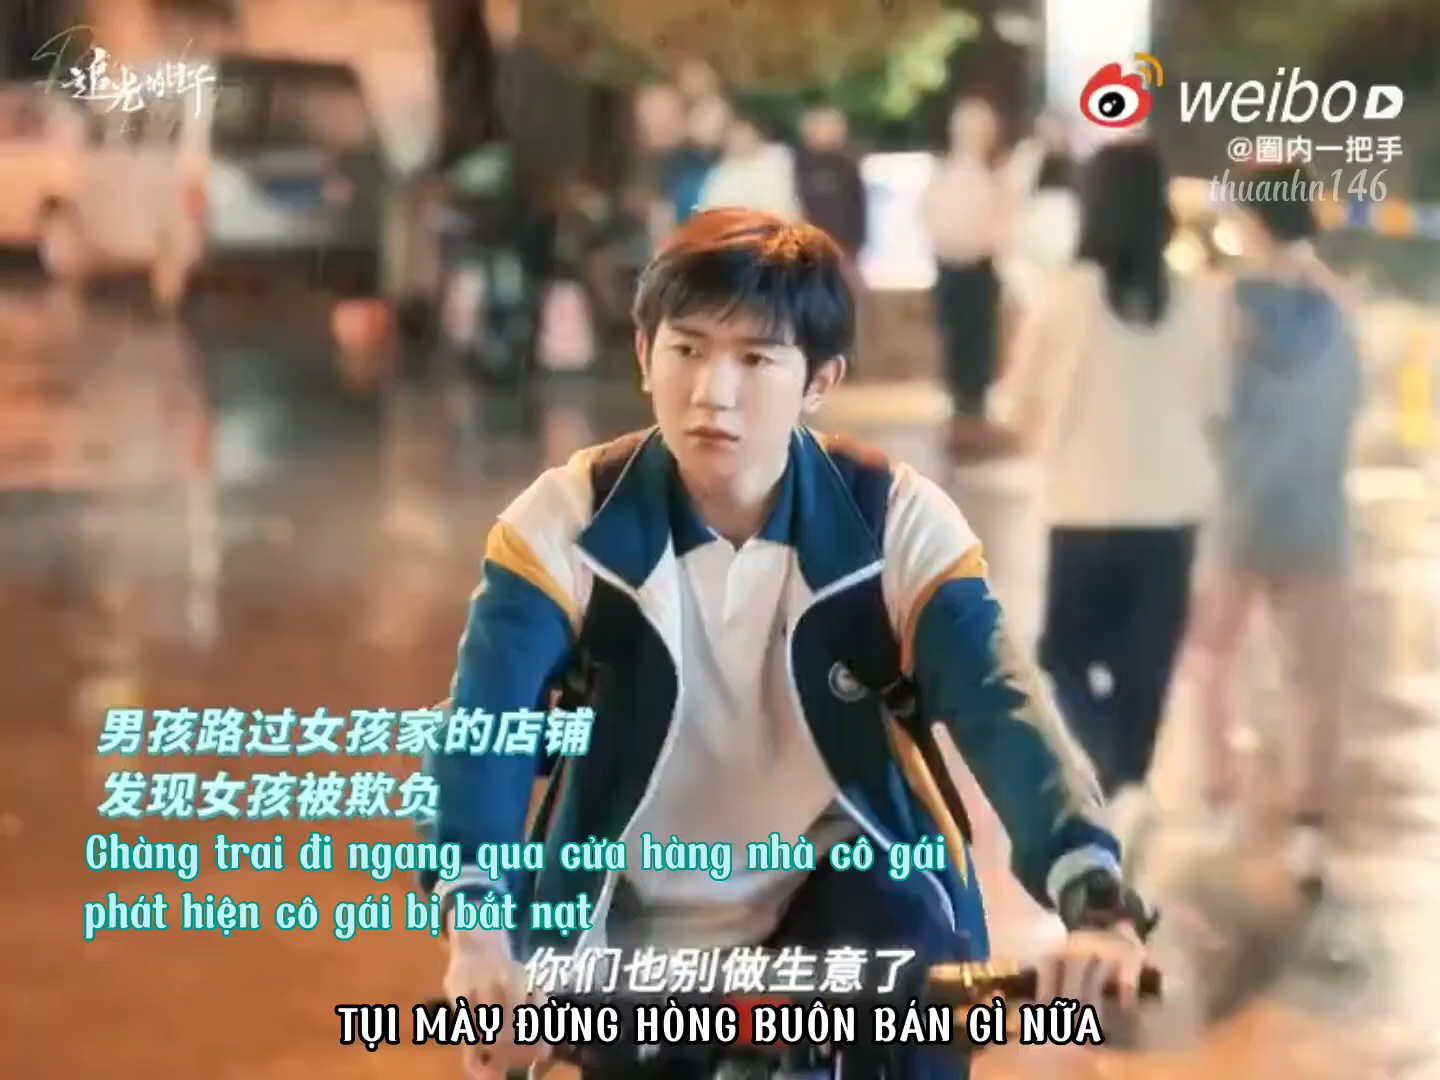 追光的日子
weibo
@圈内一把手
thuanhn146
男孩路过女孩家的店铺
发现女孩被欺负
Chàng trai đi ngang qua cửa hàng nhà cô gái
phát hiện cô gái bị bắt nạt
你们也别做生意了
TỤI MÀY ĐỪNG HÒNG BUÔN BÁN GÌ NỮA